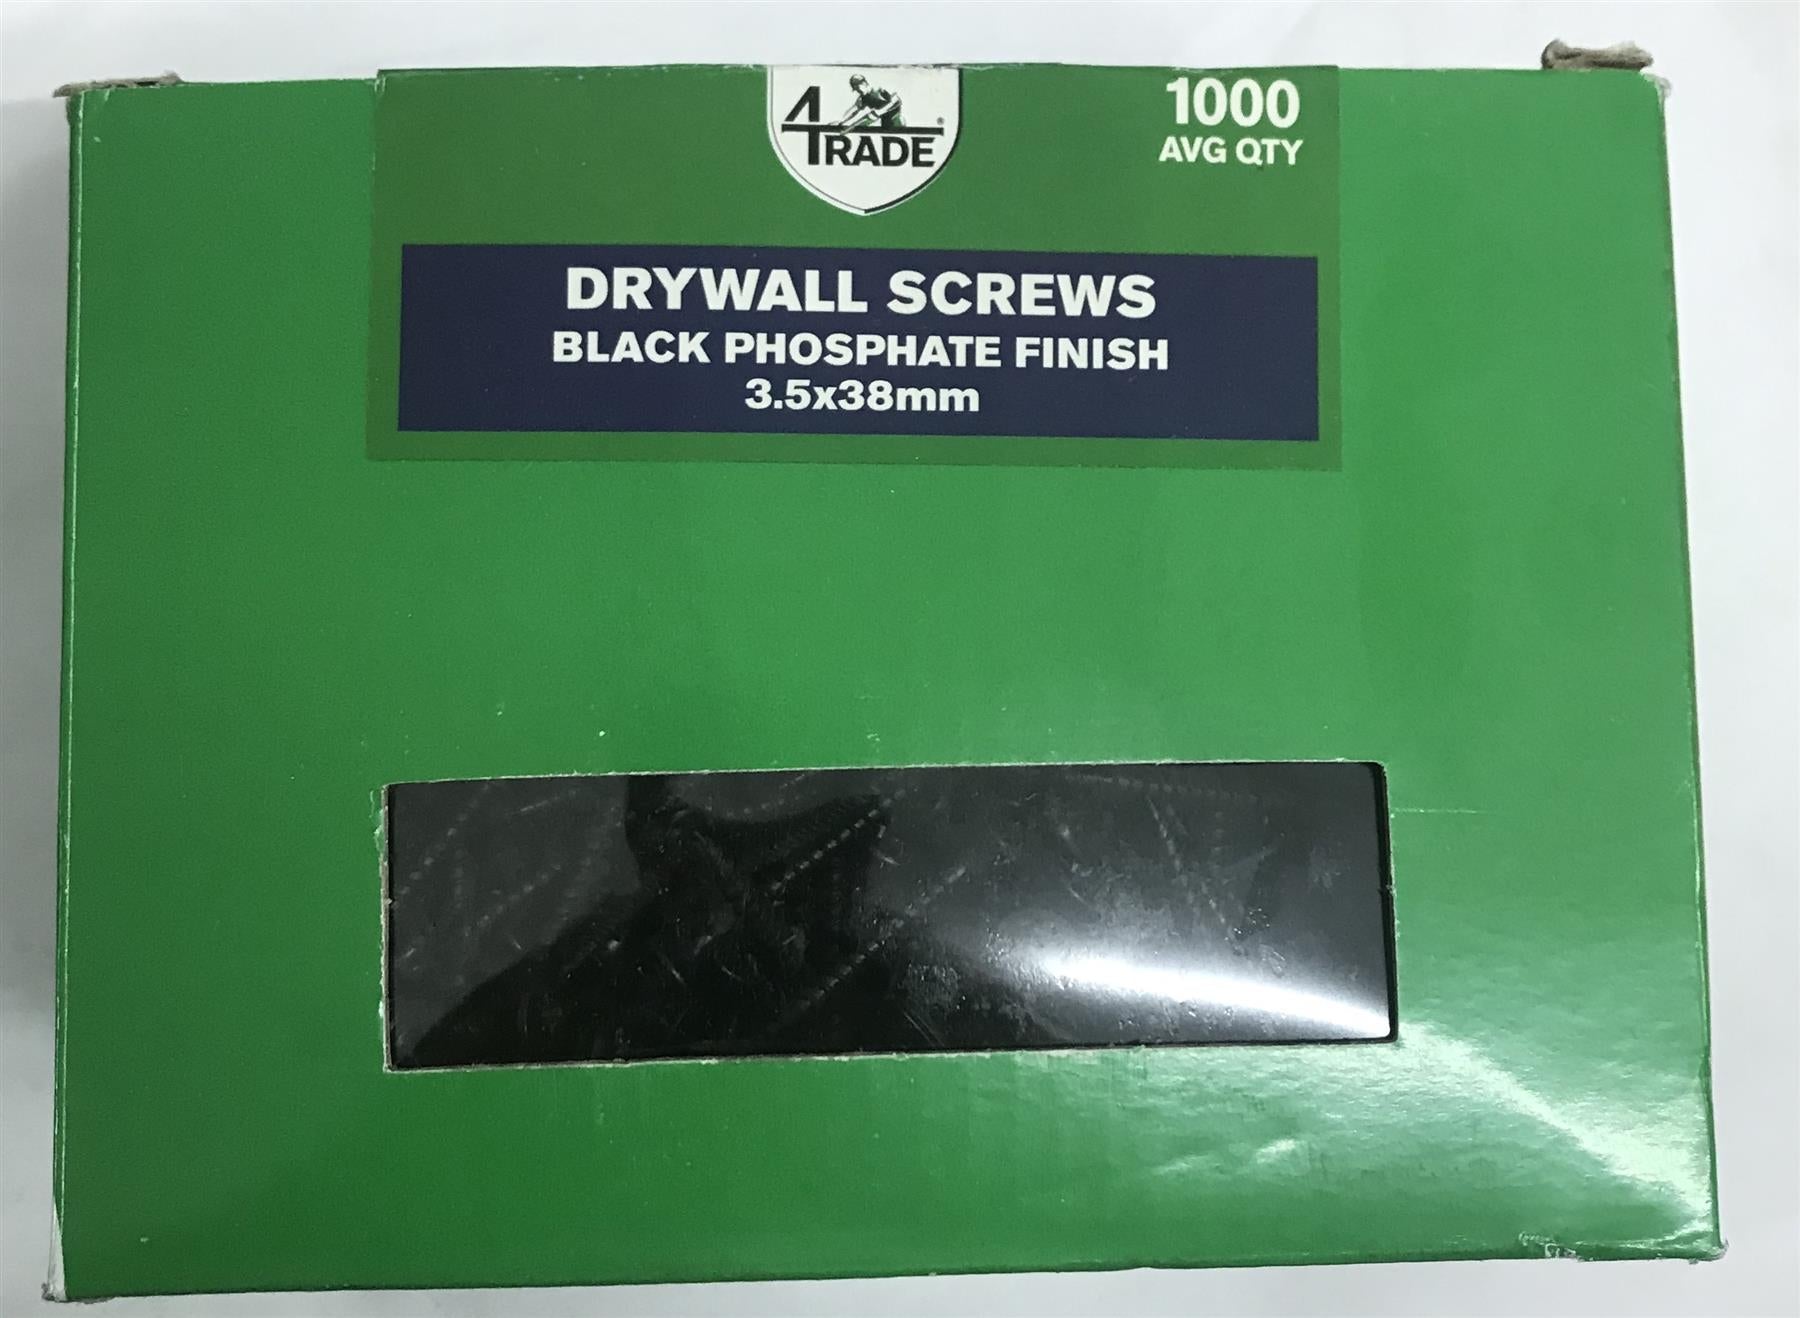 4TRADE®
1000
AVG QTY
DRYWALL SCREWS
BLACK PHOSPHATE FINISH
3.5x38mm